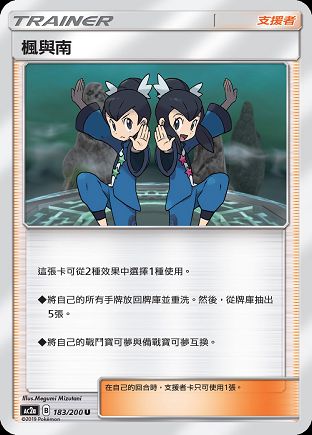 TRAINER
支援者
楓與南
這張卡可從2種效果中選擇1種使用。
◆將自己的所有手牌放回牌庫並重洗。然後，從牌庫抽出
5張。
◆將自己的戰鬥寶可夢與備戰寶可夢互換。
Illus.Megumi Mizutani
在自己的回合時，支援者卡只可使用1張。
AC2a B 183/200 U
©2019 Pokémon